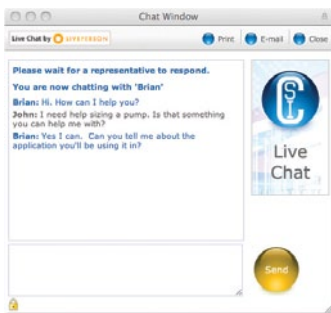 Chat Window
Live Chat by LIVEPERSON
Print
E-mail
Close
Please wait for a representative to respond.
You are now chatting with 'Brian'
Brian: Hi. How can I help you?
John: I need help sizing a pump. Is that something
you can help me with?
Brian: Yes I can. Can you tell me about the
application you'll be using it in?
Live
Chat
Send